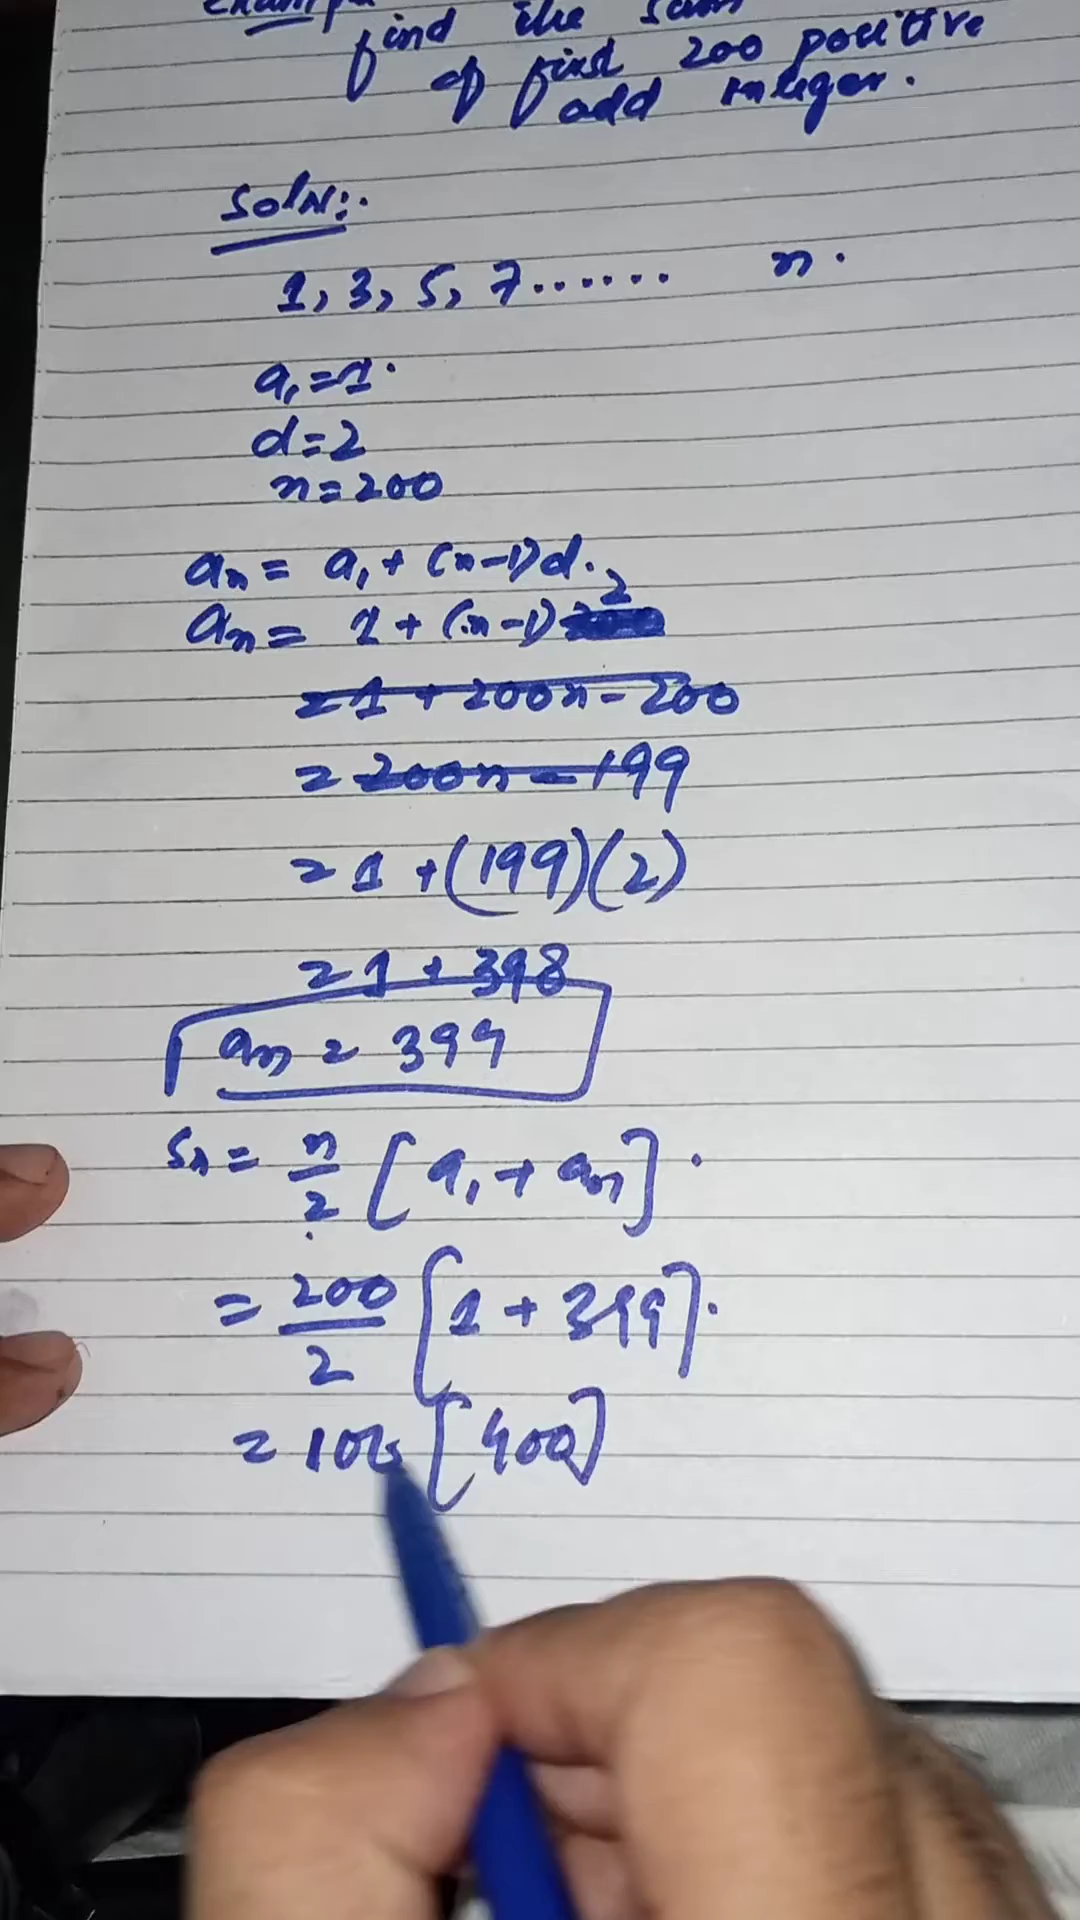 Example
find the sum
of first 200 positive
odd integer.
Soln:.
1, 3, 5, 7...... n.
a₁=1.
d=2
n=200
aₙ = a₁ + (n-1)d.
aₙ = 1 + (n-1) 2
=1 + 200n - 200
= 200n - 199
= 1 + (199)(2)
= 1 + 398
aₙ = 399
Sₙ = n/2 [a₁ + aₙ].
= 200/2 [1 + 399].
= 100 [400]